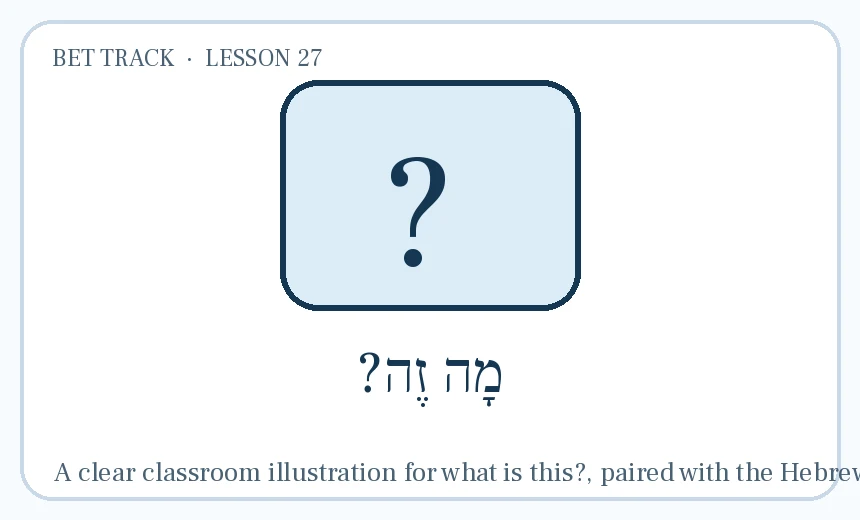 BET TRACK · LESSON 27
?
מָה זֶה?
A clear classroom illustration for what is this?, paired with the Hebrew